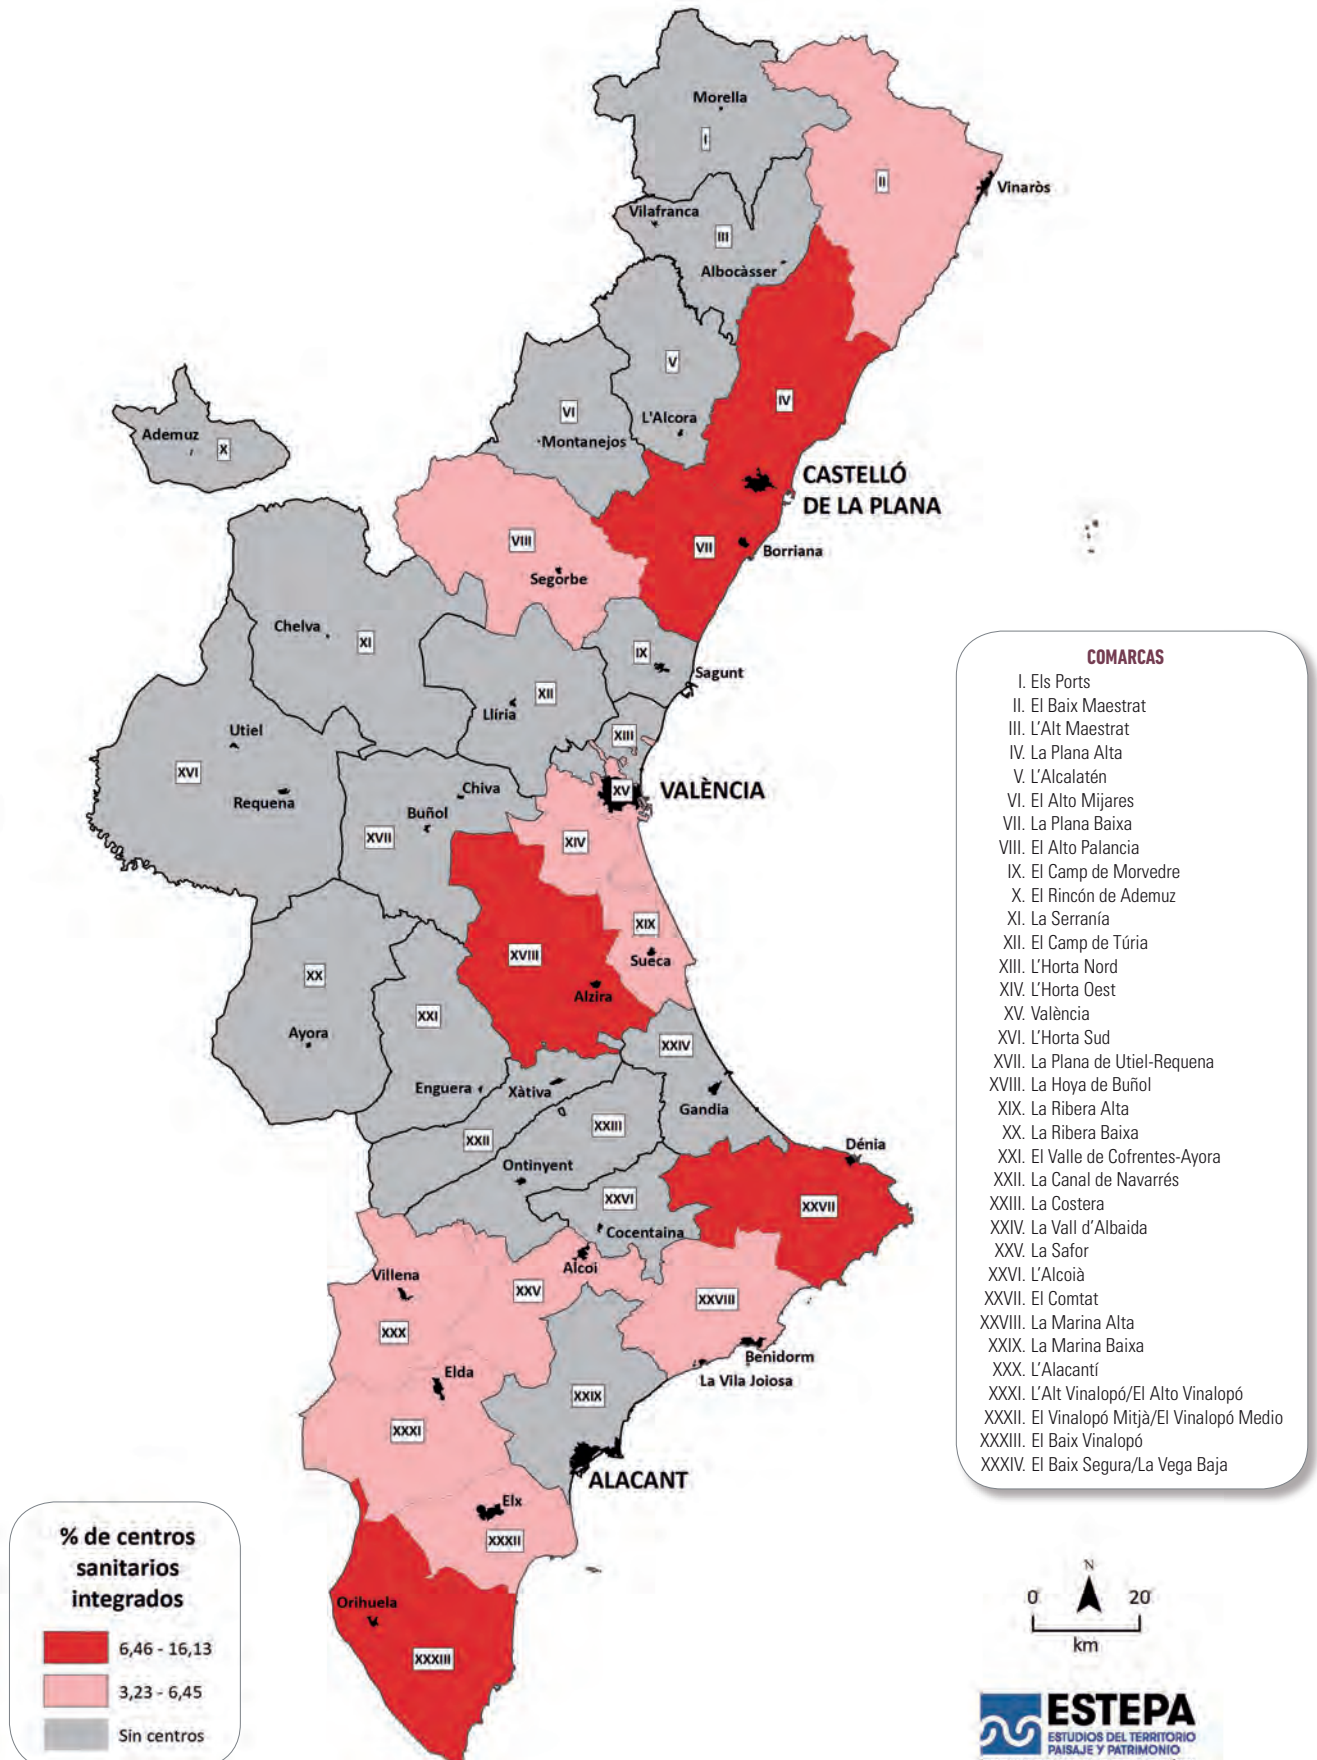 Morella
I
II
Vinaròs
Vilafranca
III
Albocàsser
V
L'Alcora
IV
VI
Montanejos
Ademuz
X
CASTELLÓ
DE LA PLANA
VIII
Segorbe
VII
Borriana
Chelva
XI
IX
Sagunt
XII
Llíria
XIII
Utiel
XVI
Requena
Chiva
Buñol
XVII
XV
VALÈNCIA
XIV
XIX
Sueca
XVIII
Alzira
XX
Ayora
XXI
Enguera
XXIV
Gandia
Xàtiva
XXIII
XXII
Ontinyent
Dénia
XXVI
Cocentaina
XXVII
Villena
Alcoi
XXV
XXVIII
XXX
Benidorm
La Vila Joiosa
Elda
XXIX
XXXI
ALACANT
Elx
XXXII
Orihuela
XXXIII
COMARCAS
I. Els Ports
II. El Baix Maestrat
III. L'Alt Maestrat
IV. La Plana Alta
V. L'Alcalatén
VI. El Alto Mijares
VII. La Plana Baixa
VIII. El Alto Palancia
IX. El Camp de Morvedre
X. El Rincón de Ademuz
XI. La Serranía
XII. El Camp de Túria
XIII. L'Horta Nord
XIV. L'Horta Oest
XV. València
XVI. L'Horta Sud
XVII. La Plana de Utiel-Requena
XVIII. La Hoya de Buñol
XIX. La Ribera Alta
XX. La Ribera Baixa
XXI. El Valle de Cofrentes-Ayora
XXII. La Canal de Navarrés
XXIII. La Costera
XXIV. La Vall d'Albaida
XXV. La Safor
XXVI. L'Alcoià
XXVII. El Comtat
XXVIII. La Marina Alta
XXIX. La Marina Baixa
XXX. L'Alacantí
XXXI. L'Alt Vinalopó/El Alto Vinalopó
XXXII. El Vinalopó Mitjà/El Vinalopó Medio
XXXIII. El Baix Vinalopó
XXXIV. El Baix Segura/La Vega Baja
% de centros
sanitarios
integrados
6,46 - 16,13
3,23 - 6,45
Sin centros
N
0 20
km
ESTEPA
ESTUDIOS DEL TERRITORIO
PAISAJE Y PATRIMONIO